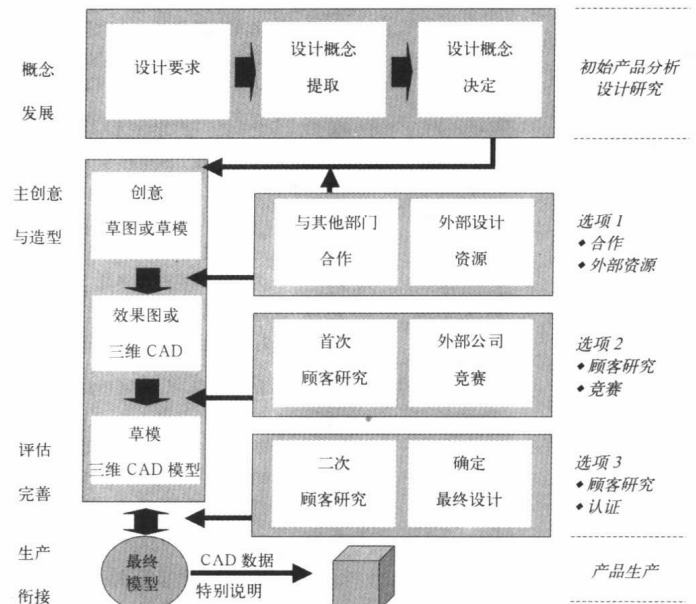 概念
发展
设计要求
设计概念
提取
设计概念
决定
初始产品分析
设计研究
主创意
与造型
创意
草图或草模
与其他部门
合作
外部设计
资源
选项1
◆ 合作
◆ 外部资源
效果图或
三维 CAD
首次
顾客研究
外部公司
竞赛
选项2
◆ 顾客研究
◆ 竞赛
评估
完善
草模
三维 CAD 模型
二次
顾客研究
确定
最终设计
选项3
◆ 顾客研究
◆ 认证
生产
衔接
最终
模型
CAD 数据
特别说明
产品生产